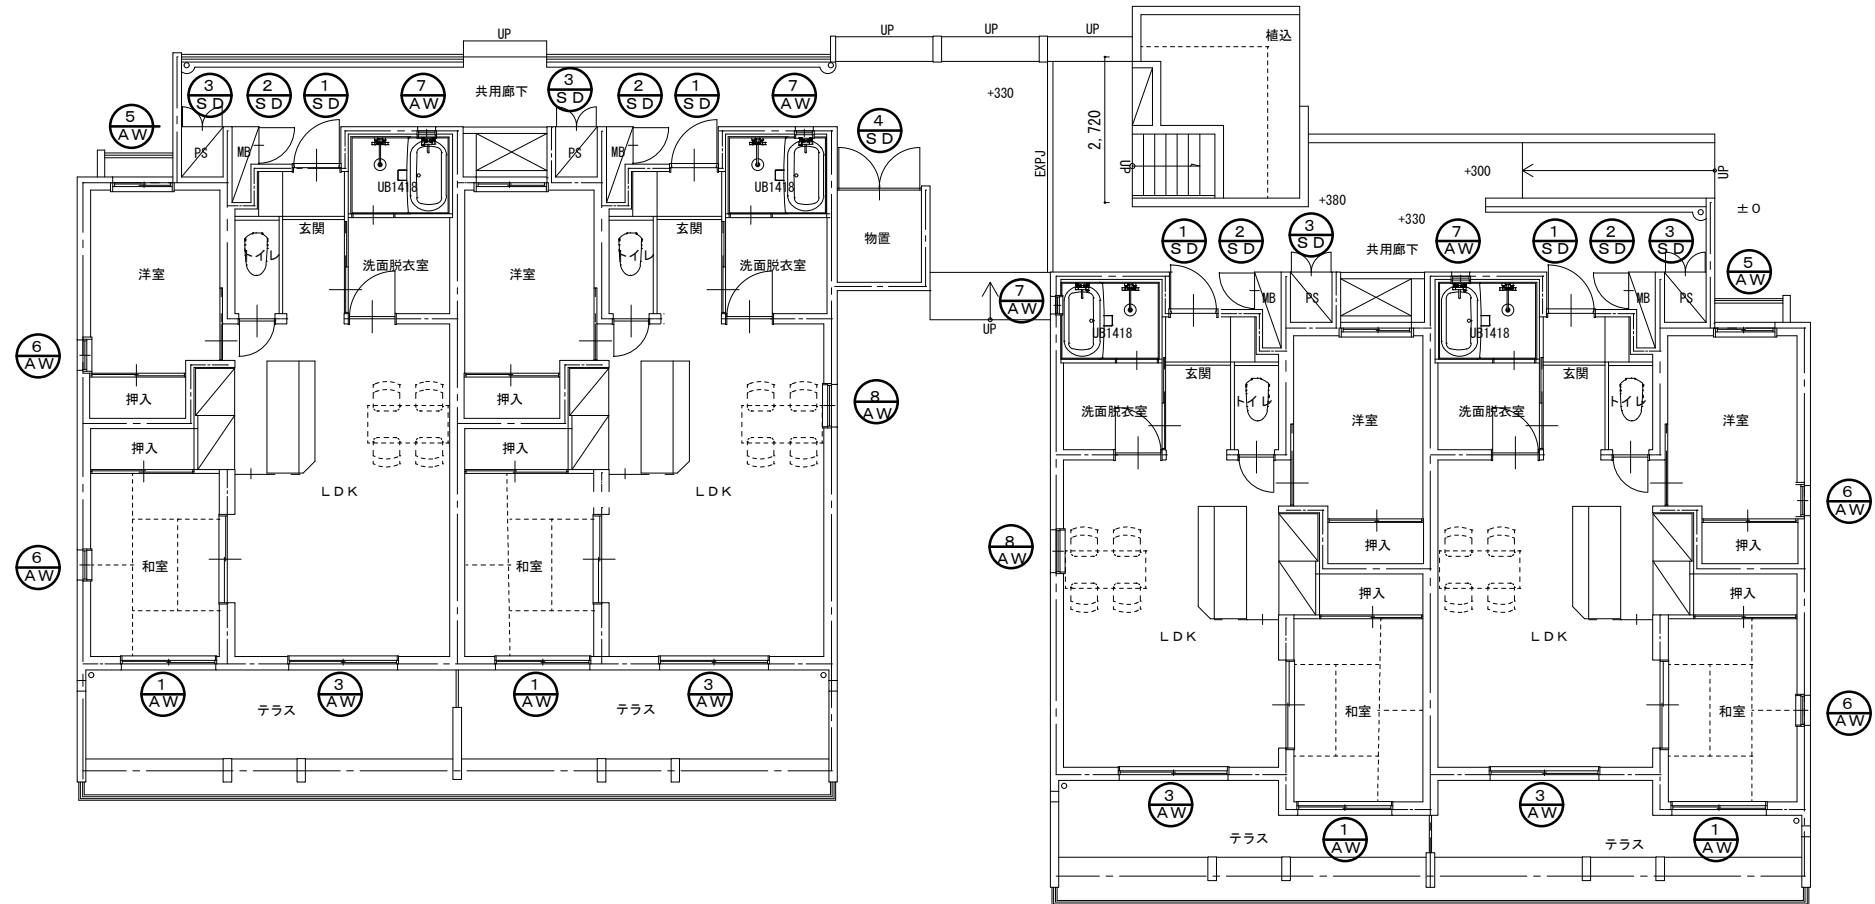 UP
UP
UP
UP
植込
3
SD
2
SD
1
SD
7
AW
共用廊下
3
SD
2
SD
1
SD
7
AW
+330
5
AW
4
SD
2,720
EXPJ
UP
PS
MB
UB1418
PS
MB
UB1418
+300
UP
+380
+330
±0
玄関
玄関
物置
1
SD
2
SD
3
SD
共用廊下
7
AW
1
SD
2
SD
3
SD
5
AW
洋室
トイレ
洗面脱衣室
洋室
トイレ
洗面脱衣室
7
AW
UP
MB
PS
MB
PS
UB1418
UB1418
6
AW
玄関
玄関
押入
押入
8
AW
洗面脱衣室
トイレ
洋室
洗面脱衣室
トイレ
洋室
押入
押入
LDK
LDK
6
AW
8
AW
押入
押入
6
AW
和室
和室
押入
押入
LDK
LDK
1
AW
3
AW
1
AW
3
AW
テラス
テラス
和室
和室
6
AW
3
AW
1
AW
3
AW
1
AW
テラス
テラス